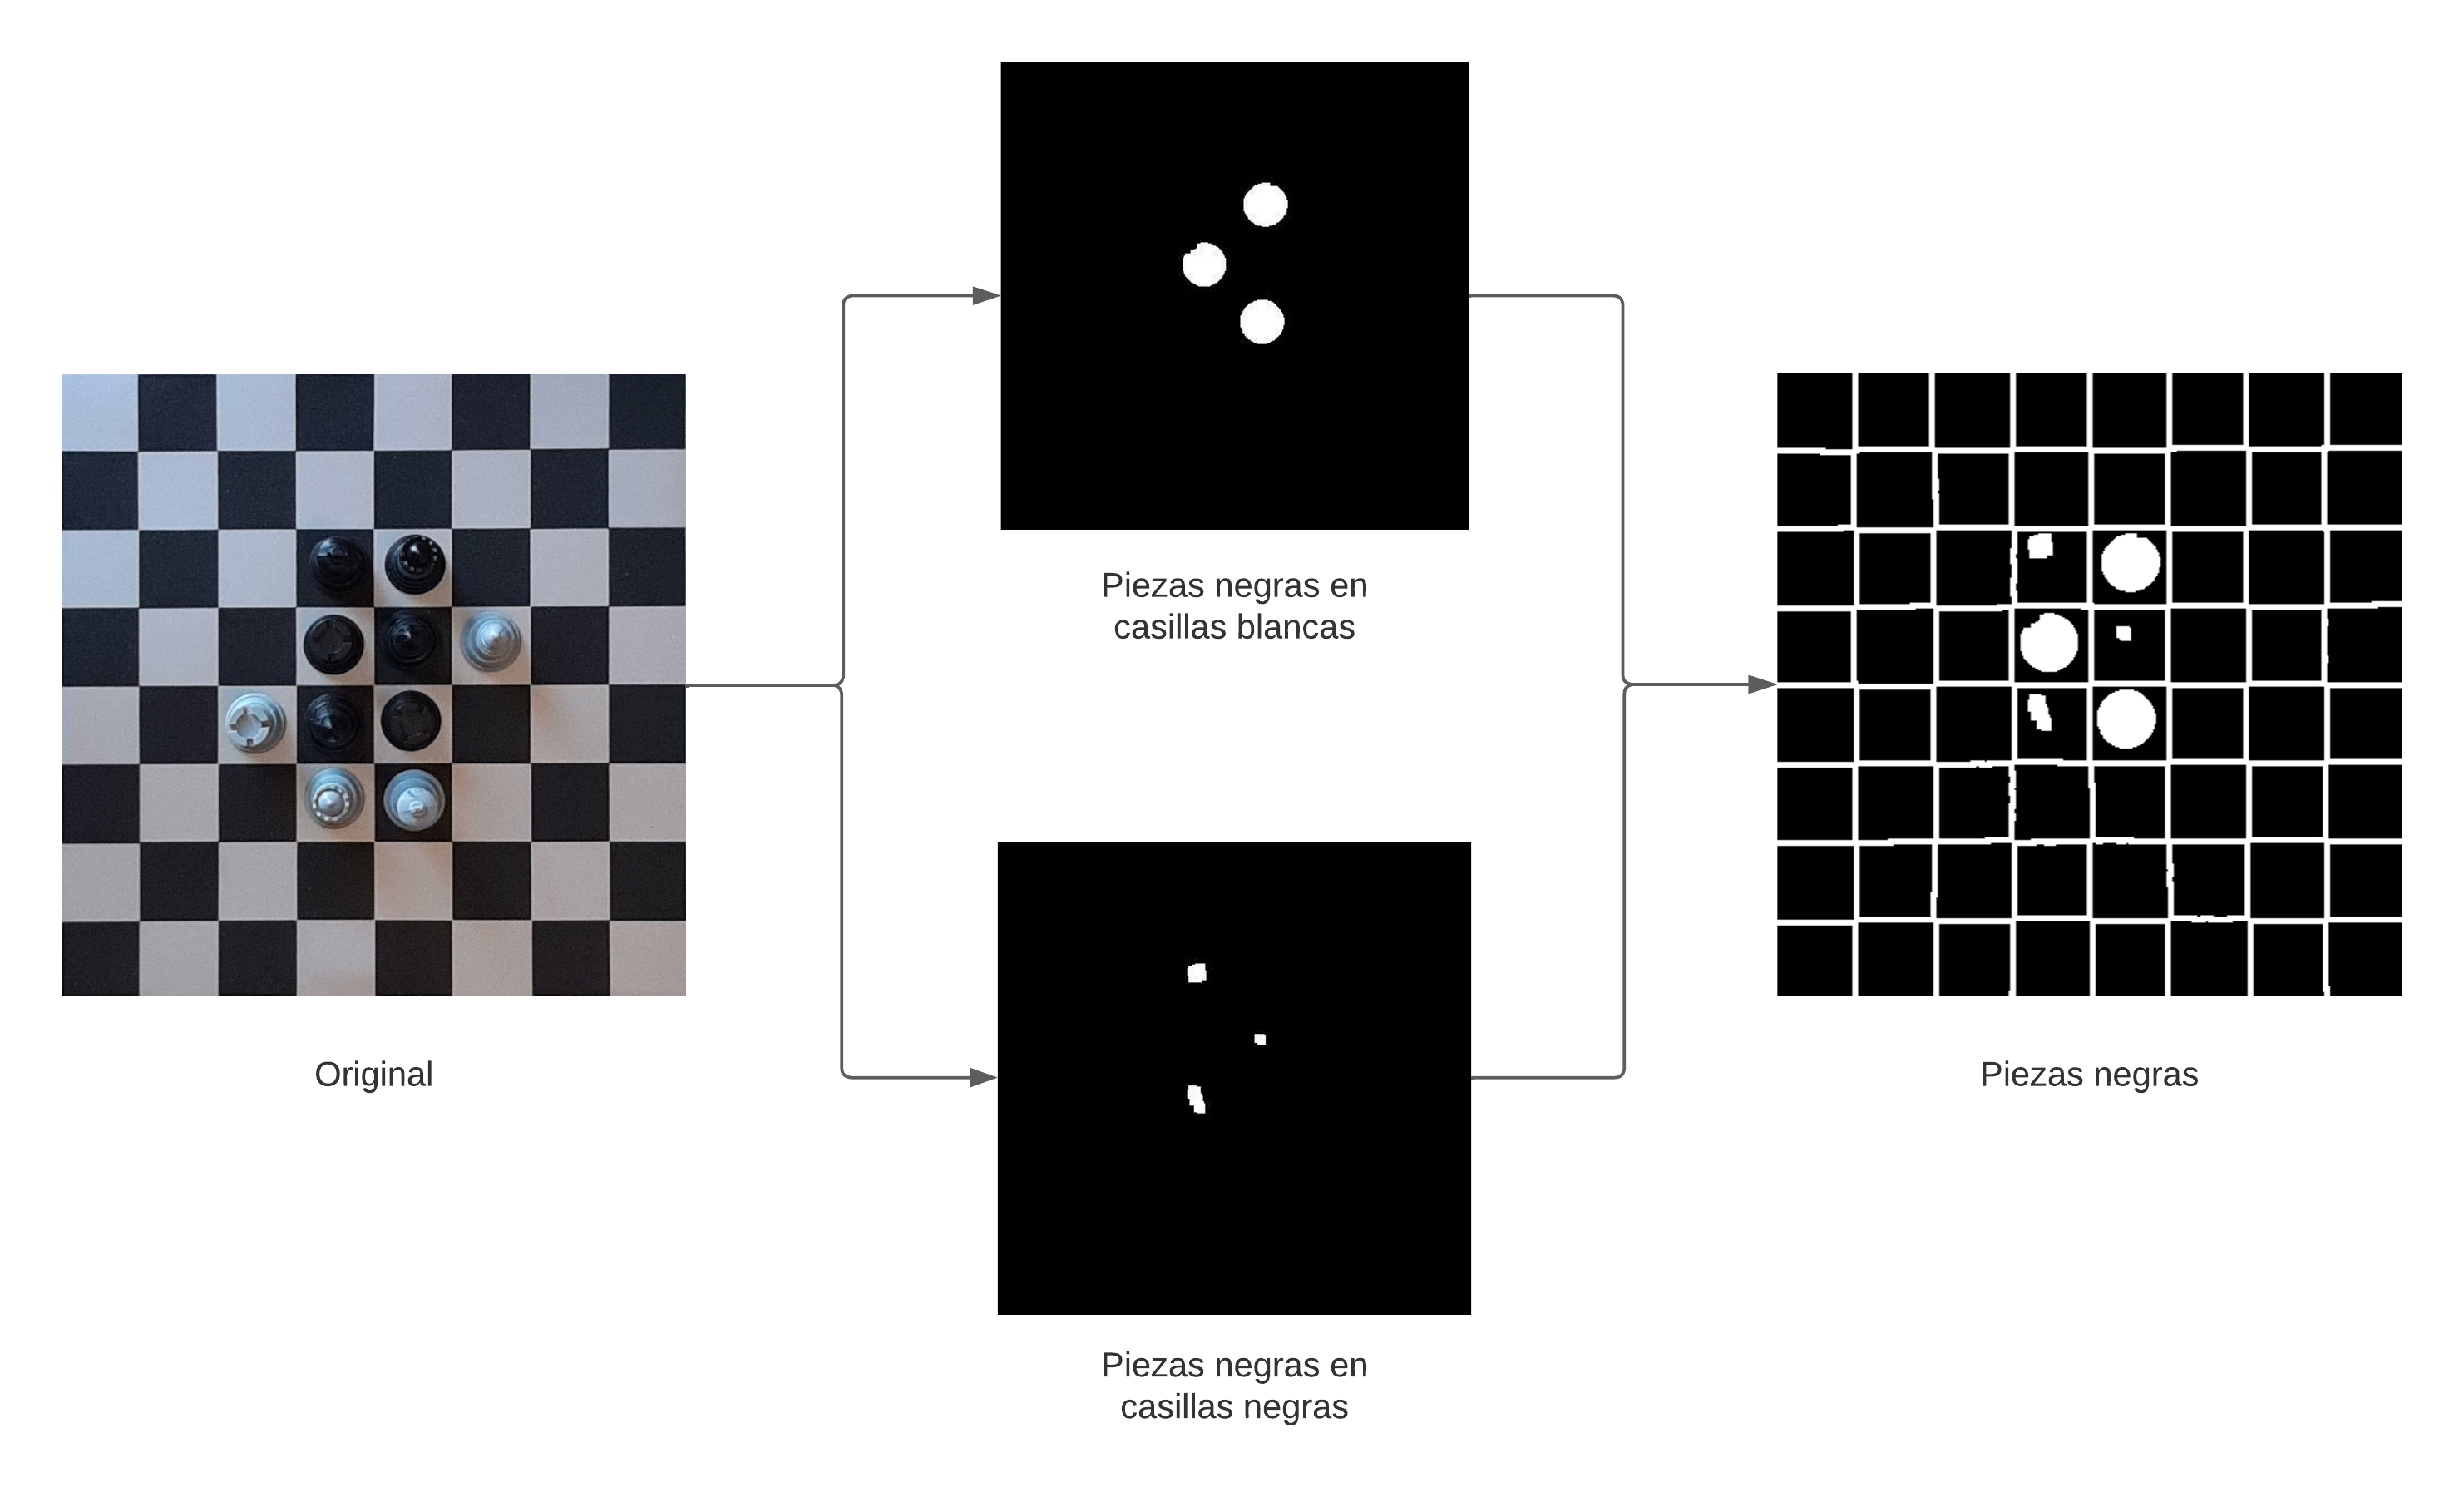 Piezas negras en
casillas blancas
Original
Piezas negras
Piezas negras en
casillas negras